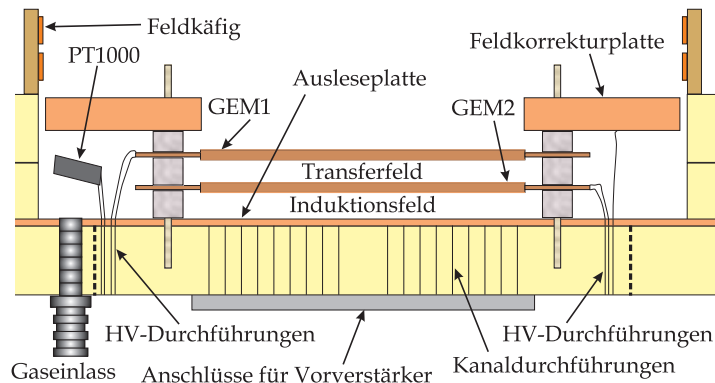 Feldkäfig
PT1000
Feldkorrekturplatte
Ausleseplatte
GEM1
GEM2
Transferfeld
Induktionsfeld
HV-Durchführungen
HV-Durchführungen
Gaseinlass
Anschlüsse für Vorverstärker
Kanaldurchführungen